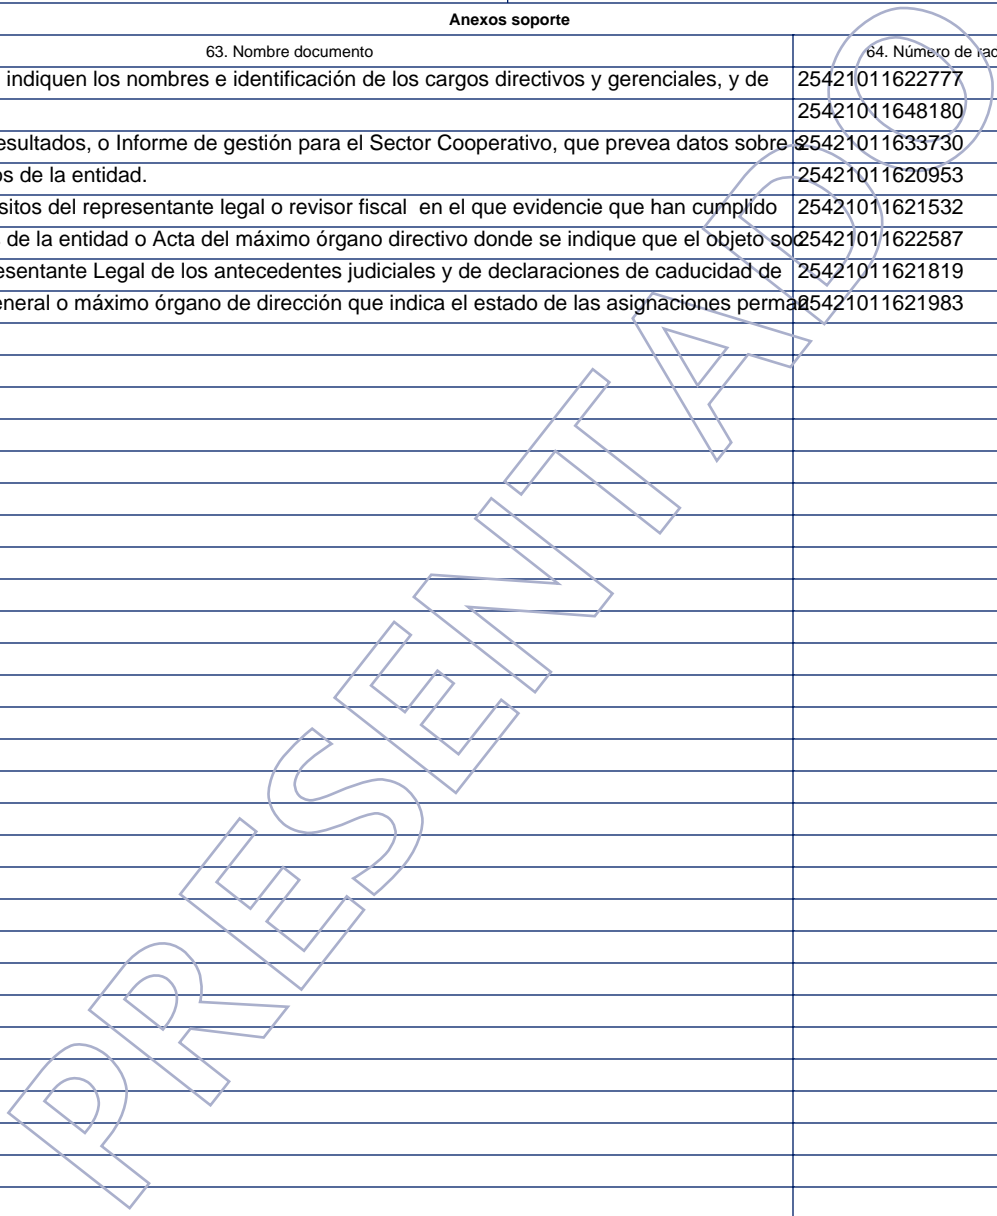 Anexos soporte
63. Nombre documento 64. Número de rad
indiquen los nombres e identificación de los cargos directivos y gerenciales, y de 25421011622777
25421011648180
esultados, o Informe de gestión para el Sector Cooperativo, que prevea datos sobre s 25421011633730
os de la entidad. 25421011620953
sitos del representante legal o revisor fiscal en el que evidencie que han cumplido 25421011621532
de la entidad o Acta del máximo órgano directivo donde se indique que el objeto soc 25421011622587
esentante Legal de los antecedentes judiciales y de declaraciones de caducidad de 25421011621819
eneral o máximo órgano de dirección que indica el estado de las asignaciones perman 25421011621983
PRESENTADO